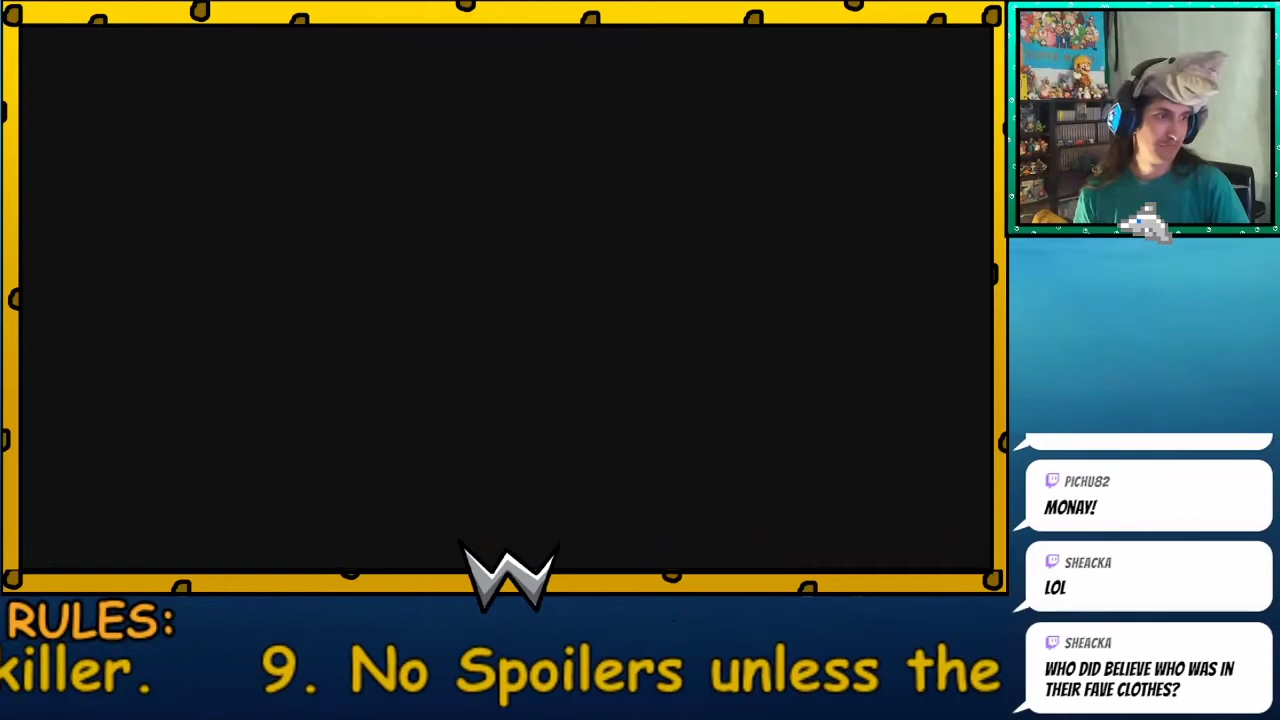 PICHU82
MONAY!
SHEACKA
LOL
SHEACKA
WHO DID BELIEVE WHO WAS IN
THEIR FAVE CLOTHES?
RULES:
killer. 9. No Spoilers unless the